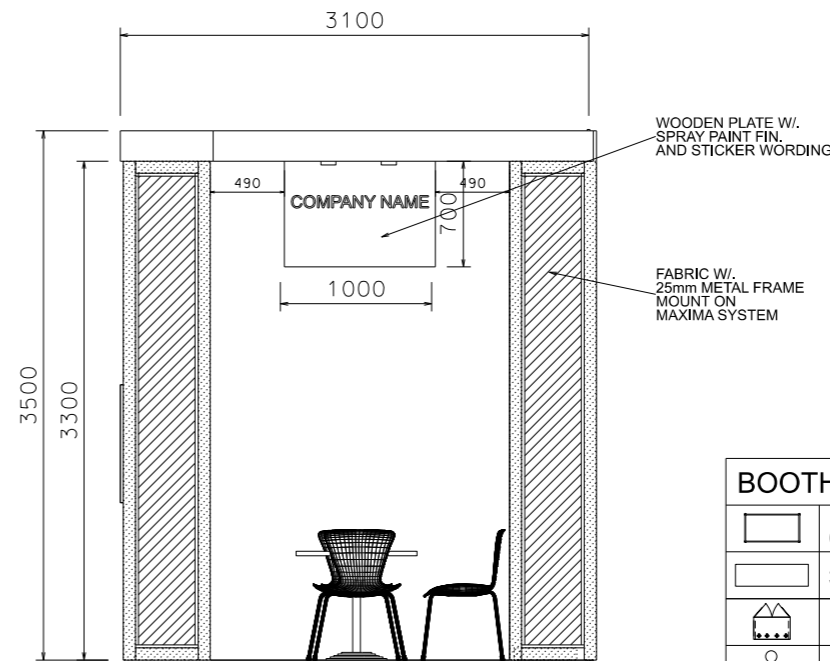 3100
WOODEN PLATE W/.
SPRAY PAINT FIN.
AND STICKER WORDING
490
490
COMPANY NAME
700
1000
FABRIC W/.
25mm METAL FRAME
MOUNT ON
MAXIMA SYSTEM
3500
3300
BOOTH